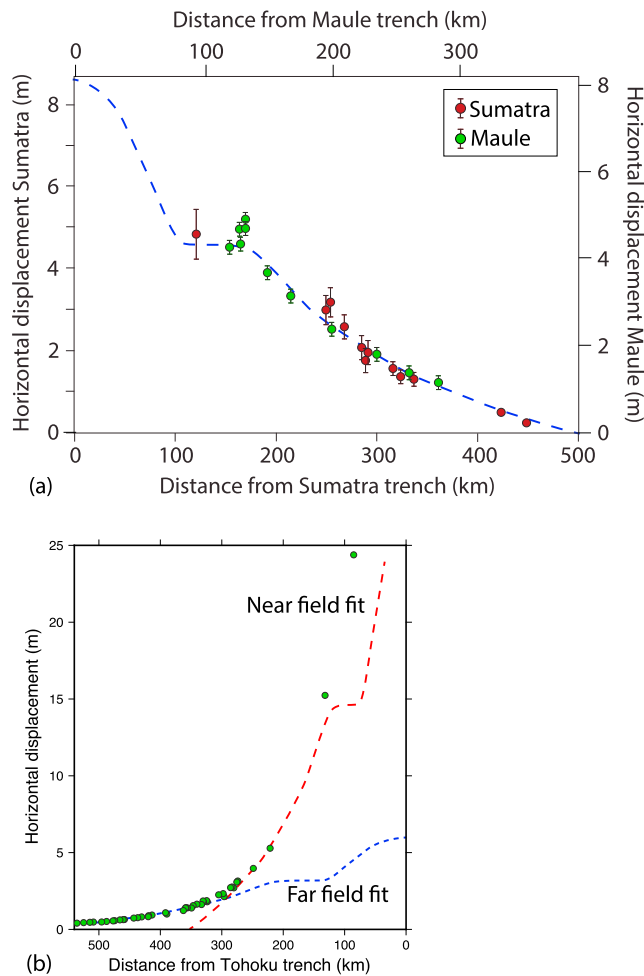 Distance from Maule trench (km)
0 100 200 300
Horizontal displacement Sumatra (m)
8
6
4
2
0
Sumatra
Maule
8
6
4
2
0
Horizontal displacement Maule (m)
0 100 200 300 400 500
Distance from Sumatra trench (km)
(a)
Horizontal displacement (m)
25
20
15
10
5
0
Near field fit
Far field fit
500 400 300 200 100 0
Distance from Tohoku trench (km)
(b)